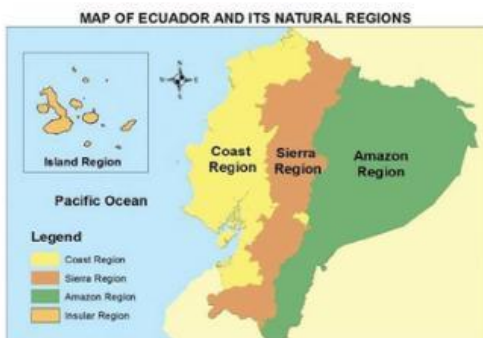 MAP OF ECUADOR AND ITS NATURAL REGIONS
N
W
E
S
Island Region
Coast
Region
Sierra
Region
Amazon
Region
Pacific Ocean
Legend
Coast Region
Sierra Region
Amazon Region
Insular Region